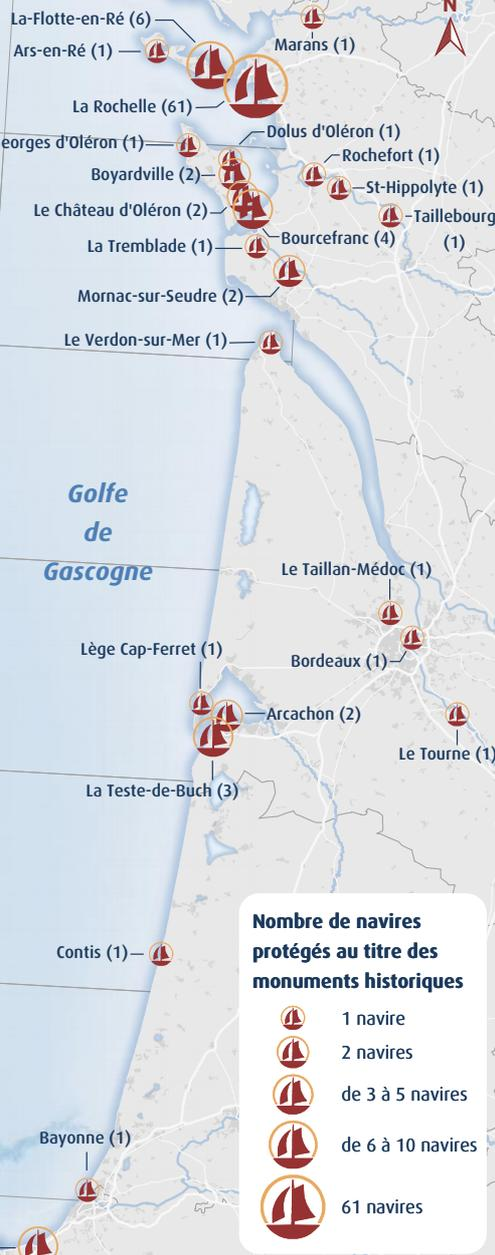 La-Flotte-en-Ré (6)
N
Ars-en-Ré (1)
Marans (1)
La Rochelle (61)
Dolus d'Oléron (1)
eorges d'Oléron (1)
Rochefort (1)
Boyardville (2)
St-Hippolyte (1)
Le Château d'Oléron (2)
Taillebourg
(1)
Bourcefranc (4)
La Tremblade (1)
Mornac-sur-Seudre (2)
Le Verdon-sur-Mer (1)
Golfe
de
Gascogne
Le Taillan-Médoc (1)
Lège Cap-Ferret (1)
Bordeaux (1)
Arcachon (2)
Le Tourne (1)
La Teste-de-Buch (3)
Nombre de navires
protégés au titre des
monuments historiques
Contis (1)
1 navire
2 navires
de 3 à 5 navires
Bayonne (1)
de 6 à 10 navires
61 navires